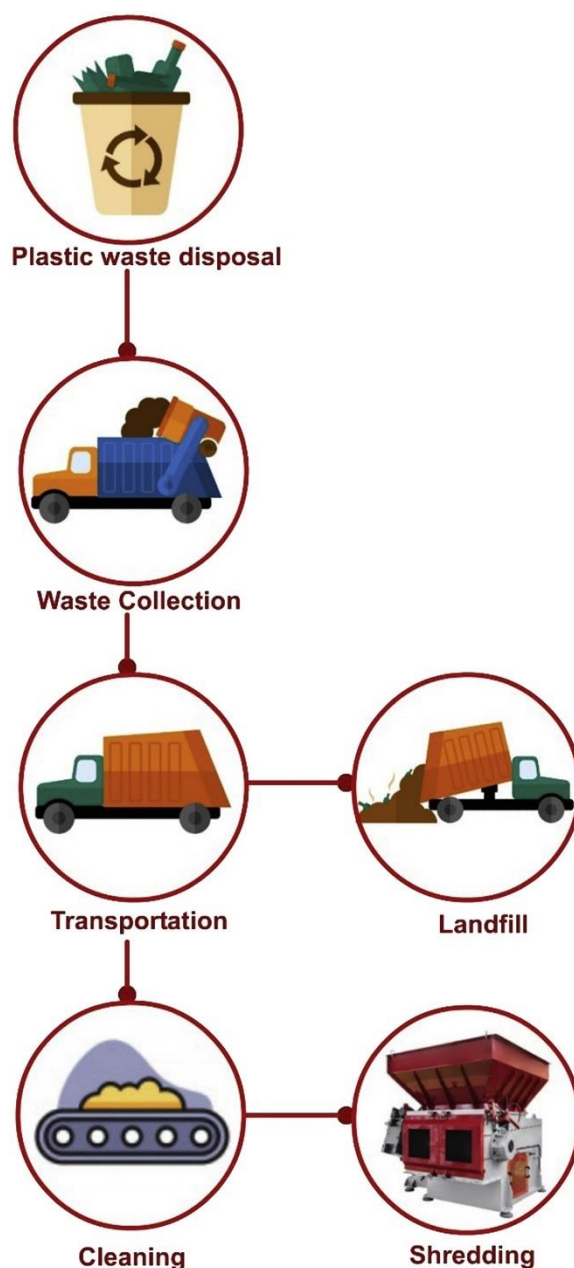 Plastic waste disposal
Waste Collection
Transportation
Landfill
Cleaning
Shredding